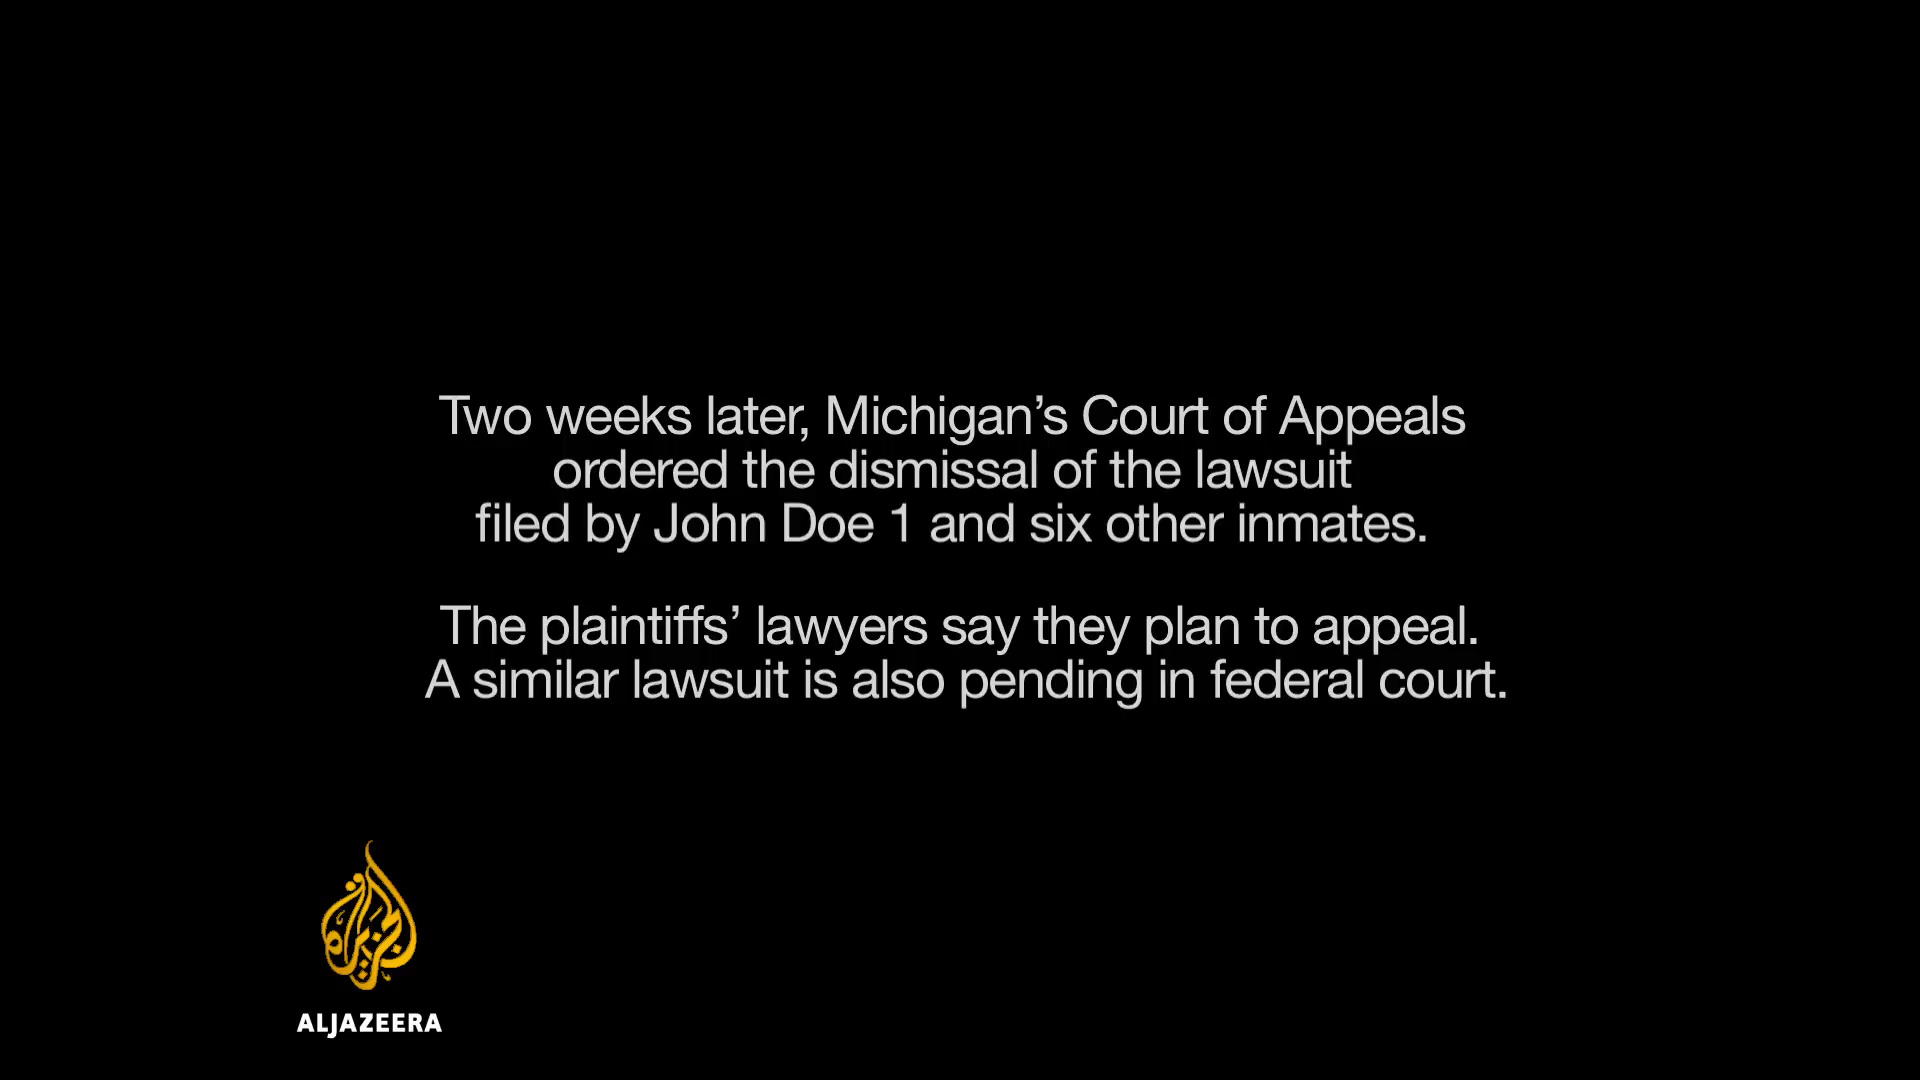 Two weeks later, Michigan’s Court of Appeals
ordered the dismissal of the lawsuit
filed by John Doe 1 and six other inmates.
The plaintiffs’ lawyers say they plan to appeal.
A similar lawsuit is also pending in federal court.
الجزيرة
ALJAZEERA